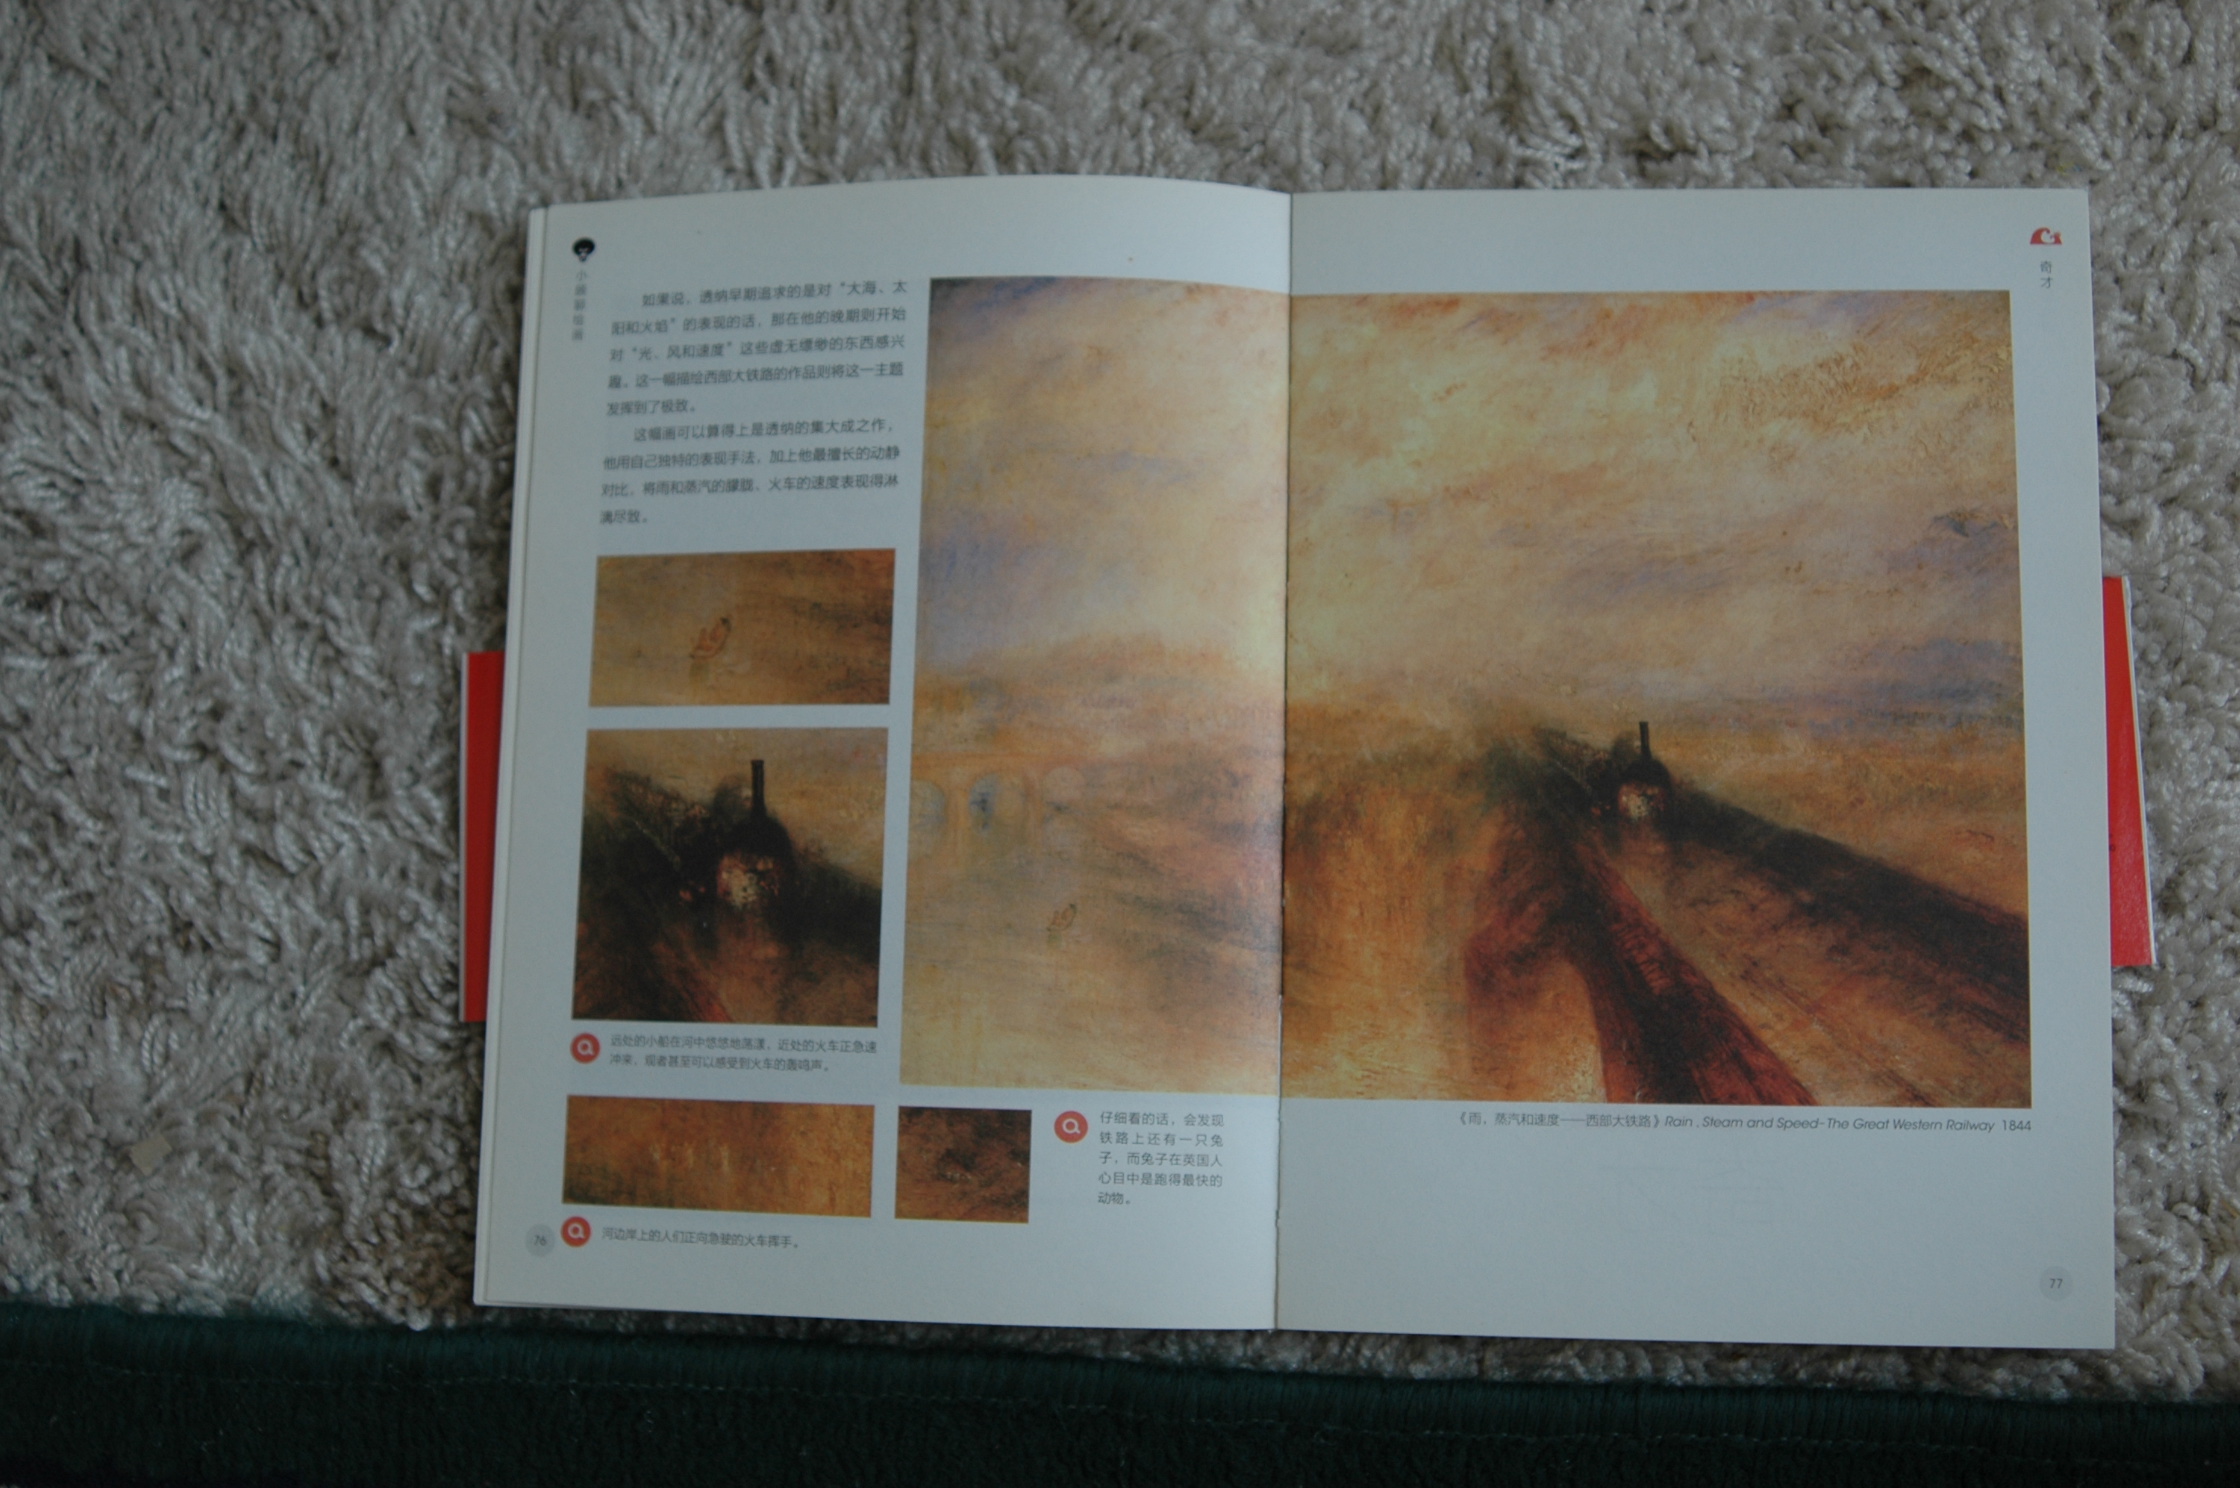 如果说，透纳早期追求的是对“大海、太
阳和火焰”的表现的话，那在他的晚期则开始
对“光、风和速度”这些虚无缥缈的东西感兴
趣。这一幅描绘西部大铁路的作品则将这一主题
发挥到了极致。
这幅画可以算得上是透纳的集大成之作，
他用自己独特的表现手法，加上他最擅长的动静
对比，将雨和蒸汽的朦胧、火车的速度表现得淋
漓尽致。
远处的小船在河中悠悠地荡漾，近处的火车正急速
冲来，观者甚至可以感受到火车的轰鸣声。
河边岸上的人们正向急驶的火车挥手。
76
仔细看的话，会发现
铁路上还有一只兔
子，而兔子在英国人
心目中是跑得最快的
动物。
奇
才
《雨，蒸汽和速度——西部大铁路》Rain, Steam and Speed-The Great Western Railway 1844
77